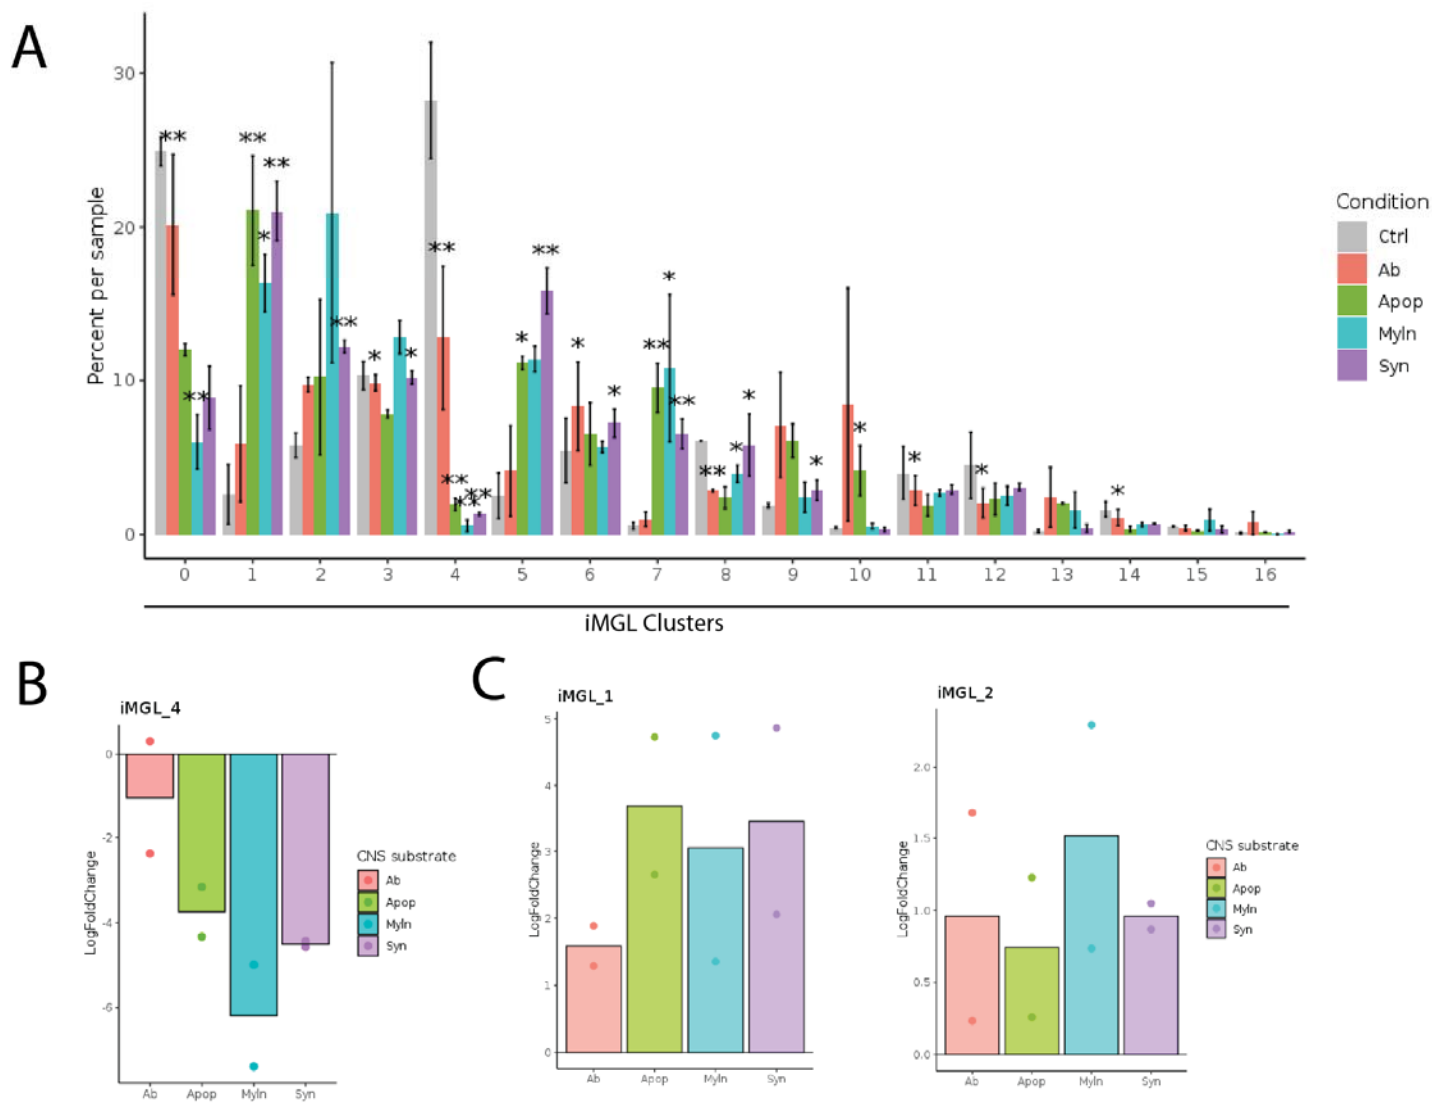 A
Percent per sample
30
20
10
0
** ** ** * ** ** * * ** ** ** ** * ** * * ** * ** ** * * * * * * *
0 1 2 3 4 5 6 7 8 9 10 11 12 13 14 15 16
iMGL Clusters
Condition
Ctrl
Ab
Apop
Myln
Syn
B
iMGL_4
LogFoldChange
0
-2
-4
-6
Ab Apop Myln Syn
CNS substrate
Ab
Apop
Myln
Syn
C
iMGL_1
LogFoldChange
5
4
3
2
1
0
Ab Apop Myln Syn
iMGL_2
LogFoldChange
2.0
1.5
1.0
0.5
0.0
Ab Apop Myln Syn
CNS substrate
Ab
Apop
Myln
Syn